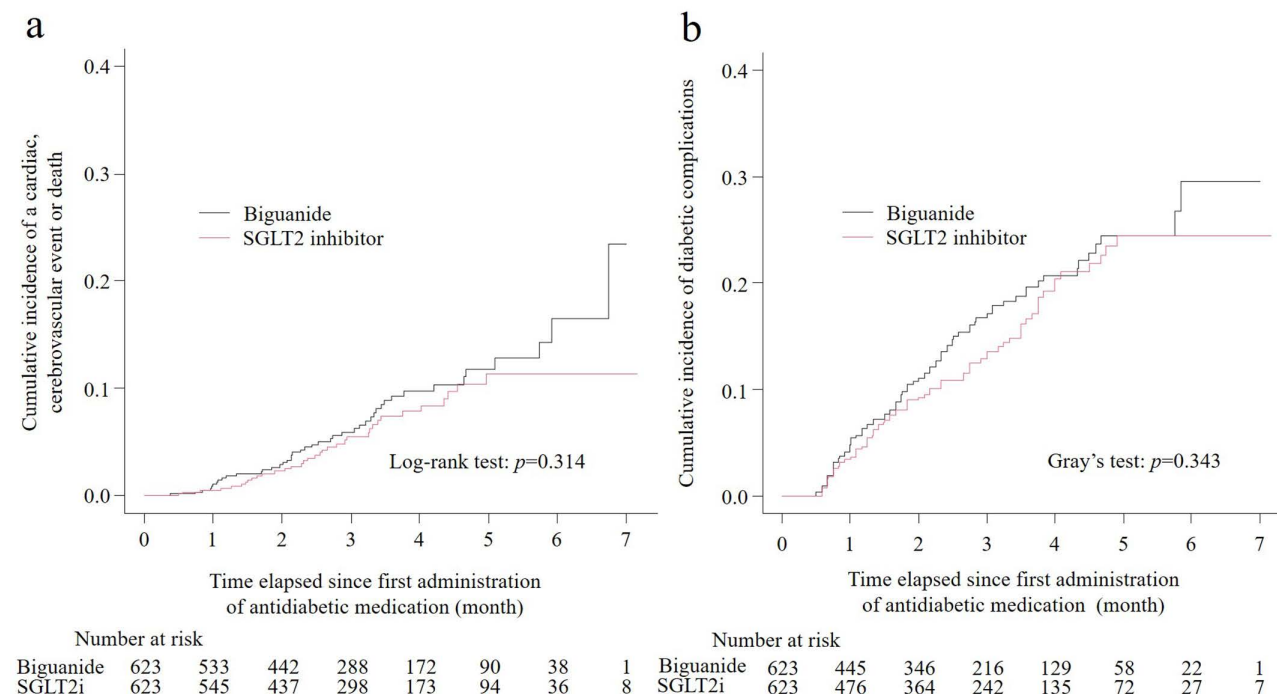 a
Cumulative incidence of a cardiac,
cerebrovascular event or death
0.4
0.3
0.2
0.1
0.0
Biguanide
SGLT2 inhibitor
Log-rank test: p=0.314
0 1 2 3 4 5 6 7
Time elapsed since first administration
of antidiabetic medication (month)
Number at risk
Biguanide 623 533 442 288 172 90 38 1
SGLT2i 623 545 437 298 173 94 36 8
b
Cumulative incidence of diabetic complications
0.4
0.3
0.2
0.1
0.0
Biguanide
SGLT2 inhibitor
Gray's test: p=0.343
0 1 2 3 4 5 6 7
Time elapsed since first administration
of antidiabetic medication (month)
Number at risk
Biguanide 623 445 346 216 129 58 22 1
SGLT2i 623 476 364 242 135 72 27 7